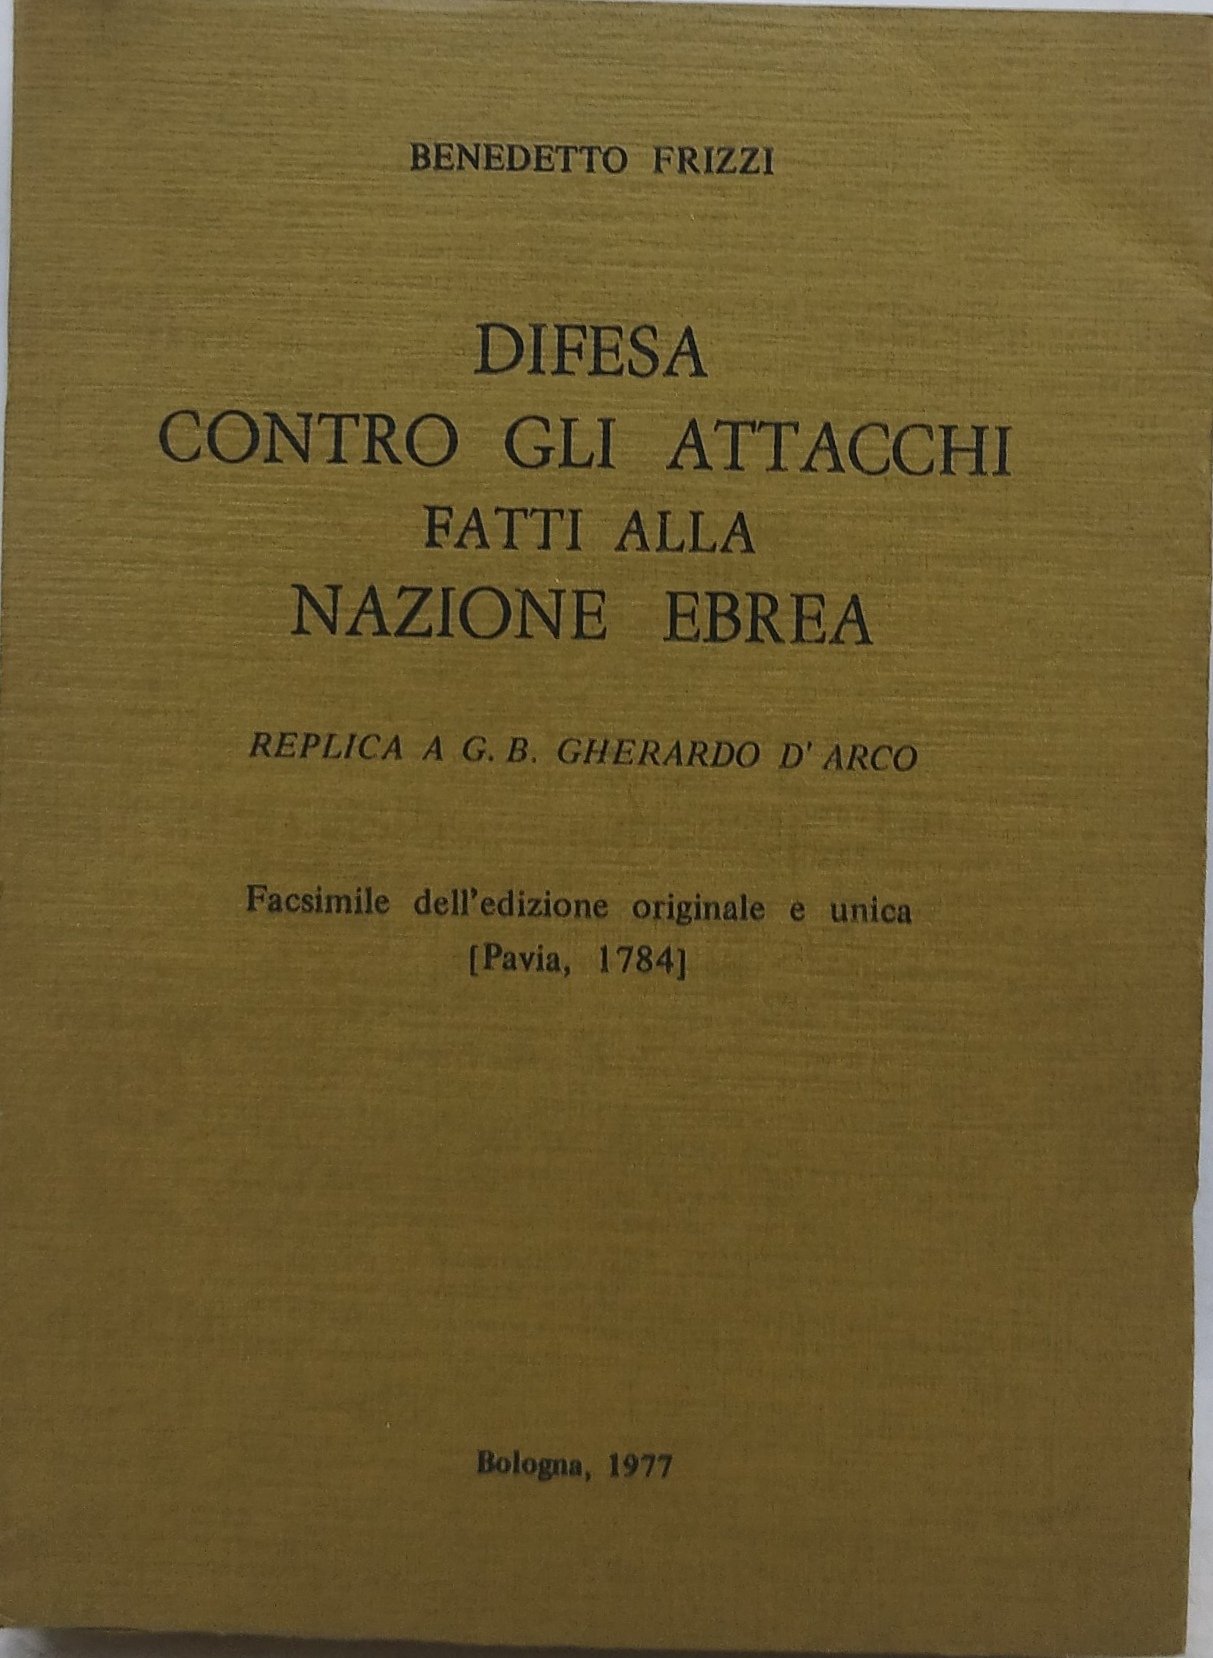 BENEDETTO FRIZZI
DIFESA
CONTRO GLI ATTACCHI
FATTI ALLA
NAZIONE EBREA
REPLICA A G. B. GHERARDO D' ARCO
Facsimile dell'edizione originale e unica
[Pavia, 1784]
Bologna, 1977